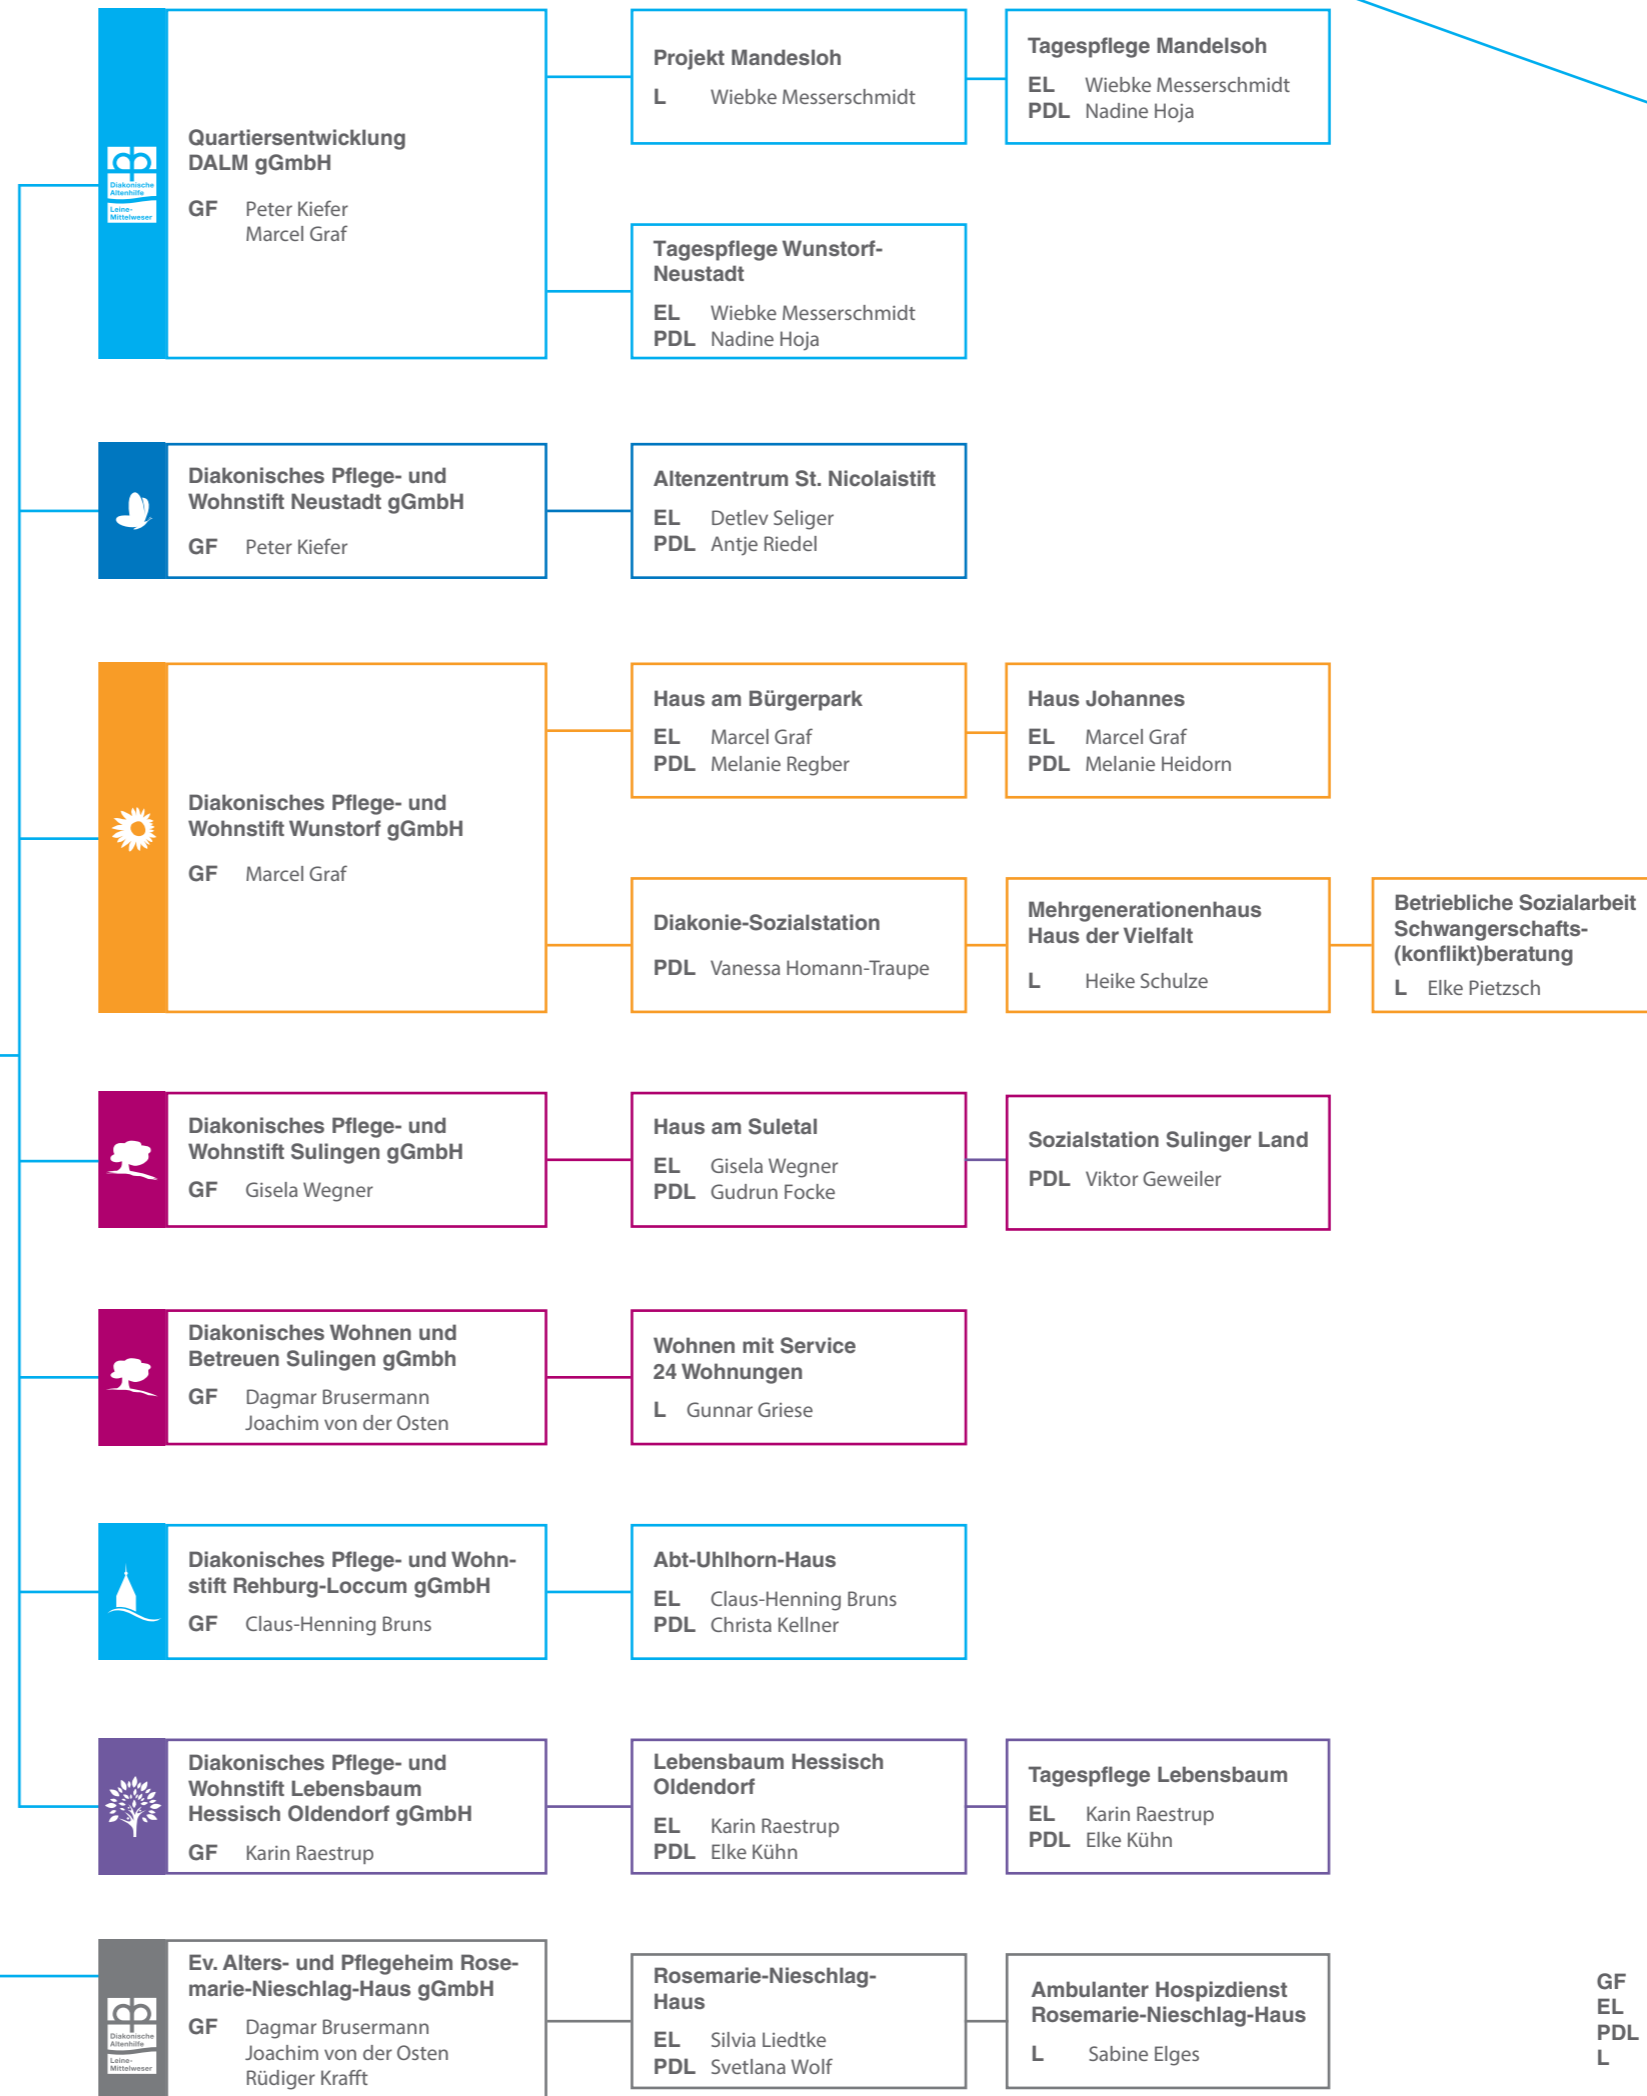 Diakonische
Altenhilfe
Leine-
Mittelweser
Quartiersentwicklung
DALM gGmbH
GF Peter Kiefer
Marcel Graf
Projekt Mandesloh
L Wiebke Messerschmidt
Tagespflege Mandelsoh
EL Wiebke Messerschmidt
PDL Nadine Hoja
Tagespflege Wunstorf-
Neustadt
EL Wiebke Messerschmidt
PDL Nadine Hoja
Diakonisches Pflege- und
Wohnstift Neustadt gGmbH
GF Peter Kiefer
Altenzentrum St. Nicolaistift
EL Detlev Seliger
PDL Antje Riedel
Diakonisches Pflege- und
Wohnstift Wunstorf gGmbH
GF Marcel Graf
Haus am Bürgerpark
EL Marcel Graf
PDL Melanie Regber
Haus Johannes
EL Marcel Graf
PDL Melanie Heidorn
Diakonie-Sozialstation
PDL Vanessa Homann-Traupe
Mehrgenerationenhaus
Haus der Vielfalt
L Heike Schulze
Betriebliche Sozialarbeit
Schwangerschafts-
(konflikt)beratung
L Elke Pietzsch
Diakonisches Pflege- und
Wohnstift Sulingen gGmbH
GF Gisela Wegner
Haus am Suletal
EL Gisela Wegner
PDL Gudrun Focke
Sozialstation Sulinger Land
PDL Viktor Geweiler
Diakonisches Wohnen und
Betreuen Sulingen gGmbh
GF Dagmar Brusermann
Joachim von der Osten
Wohnen mit Service
24 Wohnungen
L Gunnar Griese
Diakonisches Pflege- und Wohn-
stift Rehburg-Loccum gGmbH
GF Claus-Henning Bruns
Abt-Uhlhorn-Haus
EL Claus-Henning Bruns
PDL Christa Kellner
Diakonisches Pflege- und
Wohnstift Lebensbaum
Hessisch Oldendorf gGmbH
GF Karin Raestrup
Lebensbaum Hessisch
Oldendorf
EL Karin Raestrup
PDL Elke Kühn
Tagespflege Lebensbaum
EL Karin Raestrup
PDL Elke Kühn
Diakonische
Altenhilfe
Leine-
Mittelweser
Ev. Alters- und Pflegeheim Rose-
marie-Nieschlag-Haus gGmbH
GF Dagmar Brusermann
Joachim von der Osten
Rüdiger Krafft
Rosemarie-Nieschlag-
Haus
EL Silvia Liedtke
PDL Svetlana Wolf
Ambulanter Hospizdienst
Rosemarie-Nieschlag-Haus
L Sabine Elges
GF
EL
PDL
L